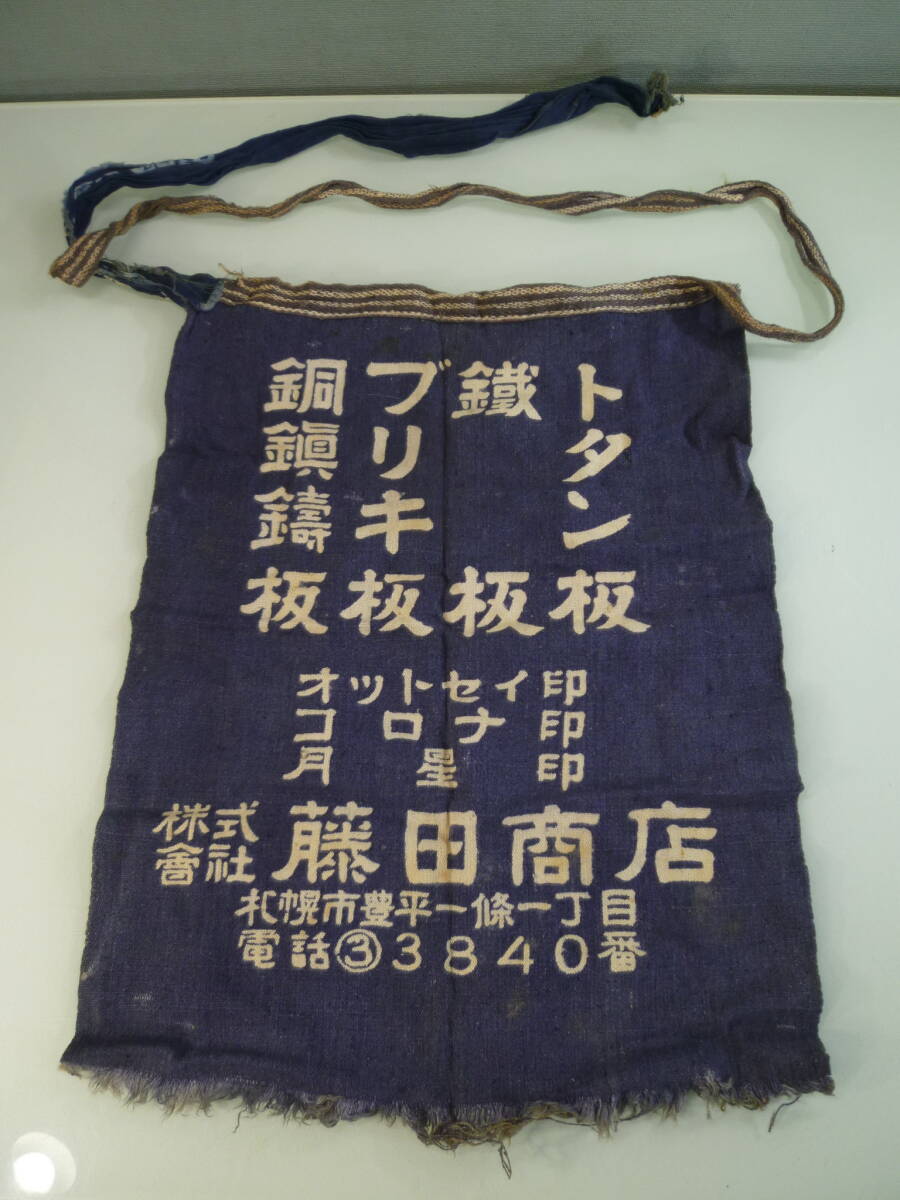 トタン板
鐵板
ブリキ板
銅鎭鑄板
オットセイ印
コロナ印
月星印
株式會社 藤田商店
札幌市豊平一條一丁目
電話③3840番